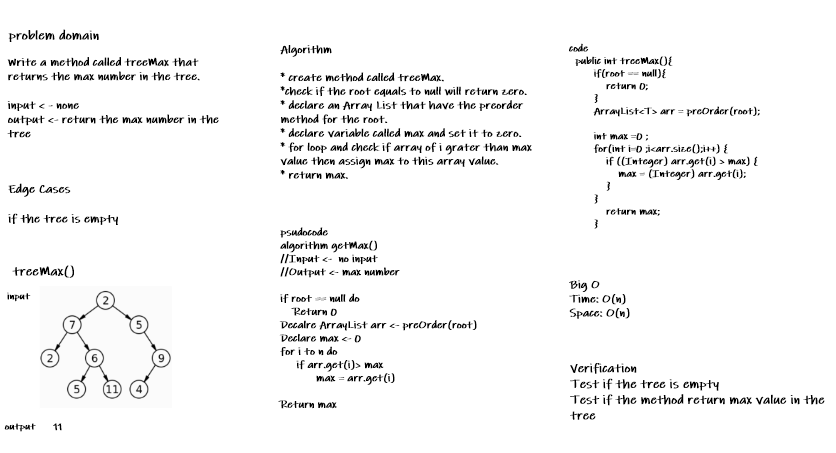 problem domain
Write a method called treeMax that
returns the max number in the tree.
input <- none
output <- return the max number in the
tree
Edge Cases
if the tree is empty
treeMax()
input
2
7
5
2
6
9
5
11
4
output 11
Algorithm
* create method called treeMax.
*check if the root equals to null will return zero.
* declare an Array List that have the preorder
method for the root.
* declare variable called max and set it to zero.
* for loop and check if array of i grater than max
value then assign max to this array value.
* return max.
psudocode
algorithm getMax()
//Input <- no input
//Output <- max number
if root == null do
Return 0
Decalre ArrayList arr <- preOrder(root)
Declare max <- 0
for i to n do
if arr.get(i)> max
max = arr.get(i)
Return max
code
public int treeMax(){
if(root == null){
return 0;
}
ArrayList<T> arr = preOrder(root);
int max =0 ;
for(int i=0 ;i<arr.size();i++) {
if ((Integer) arr.get(i) > max) {
max = (Integer) arr.get(i);
}
}
return max;
}
Big O
Time: O(n)
Space: O(n)
Verification
Test if the tree is empty
Test if the method return max value in the
tree